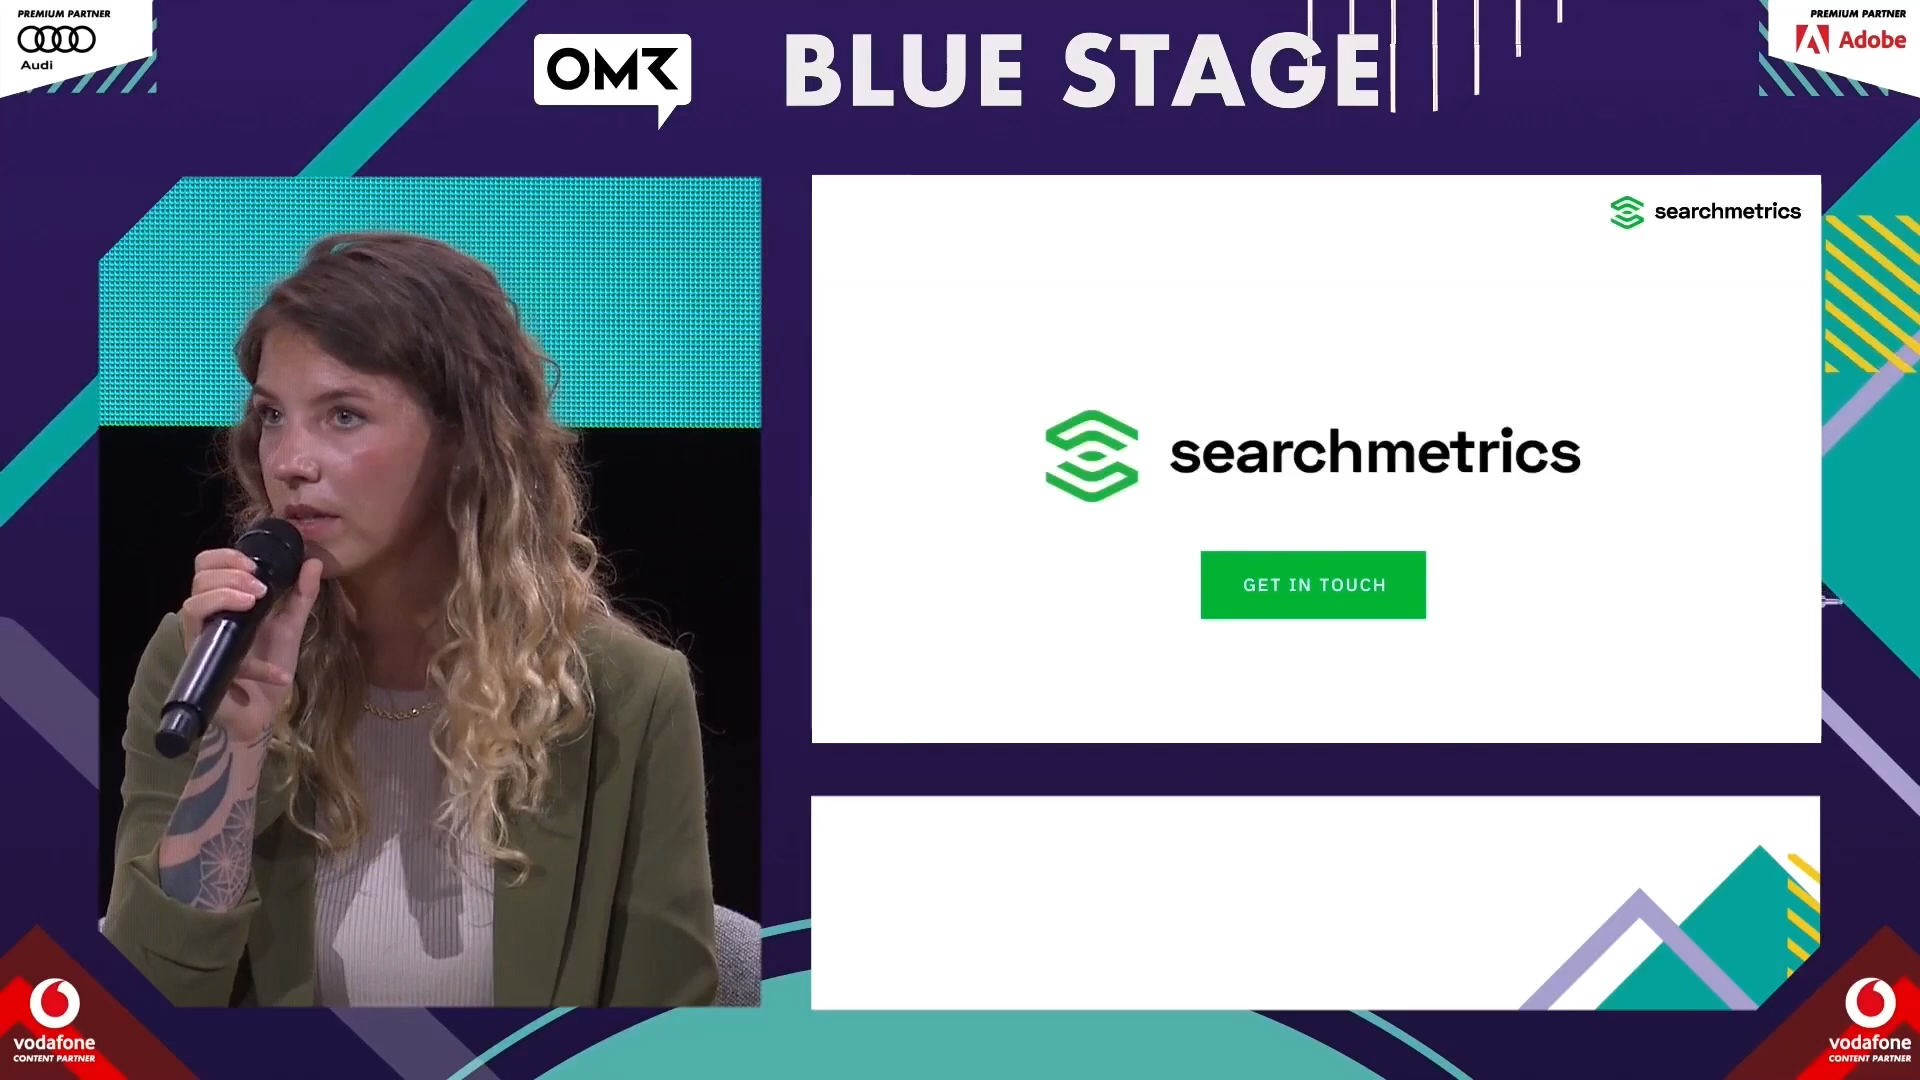 PREMIUM PARTNER
Audi
OMR
BLUE STAGE
PREMIUM PARTNER
Adobe
searchmetrics
searchmetrics
GET IN TOUCH
vodafone
CONTENT PARTNER
vodafone
CONTENT PARTNER